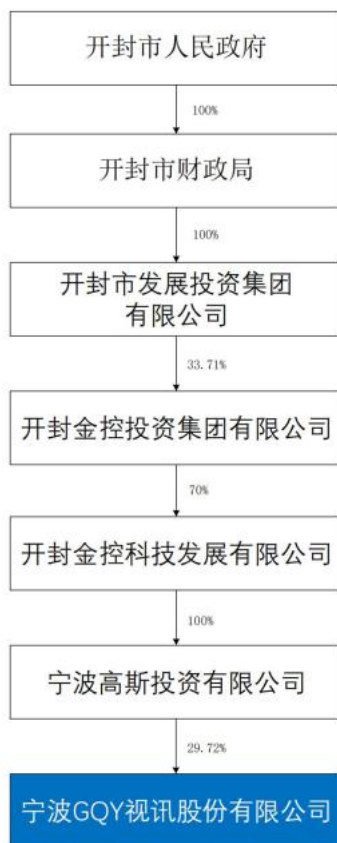 开封市人民政府
100%
开封市财政局
100%
开封市发展投资集团
有限公司
33.71%
开封金控投资集团有限公司
70%
开封金控科技发展有限公司
100%
宁波高斯投资有限公司
29.72%
宁波GQY视讯股份有限公司